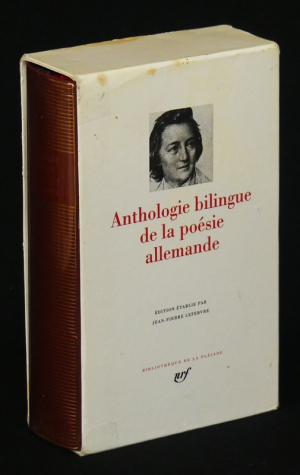 Anthologie bilingue
de la poésie
allemande
ÉDITION ÉTABLIE PAR
JEAN-PIERRE LEFEBVRE
BIBLIOTHÈQUE DE LA PLÉIADE
nrf